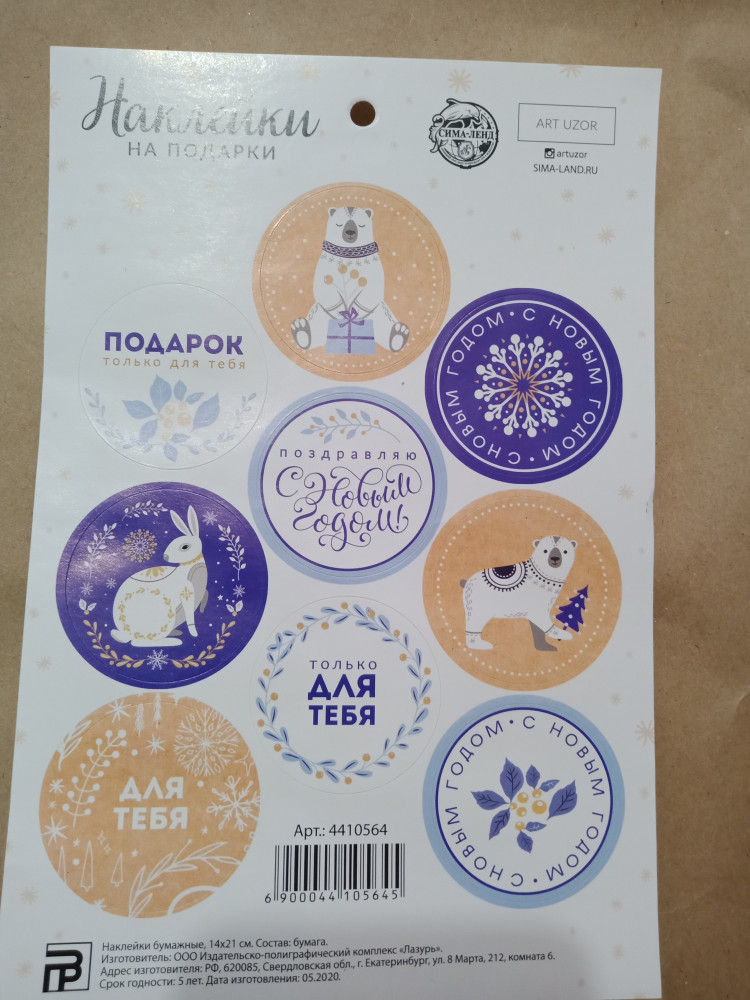 Наклейки
НА ПОДАРКИ
СИМА-ЛЕНД
ART UZOR
artuzor
SIMA-LAND.RU
ПОДАРОК
только для тебя
С НОВЫМ ГОДОМ • С НОВЫМ ГОДОМ •
поздравляю
С Новым
годом!
ТОЛЬКО
ДЛЯ
ТЕБЯ
ДЛЯ
ТЕБЯ
С НОВЫМ ГОДОМ • С НОВЫМ ГОДОМ •
Арт.: 4410564
6 900044 105645
Наклейки бумажные, 14x21 см. Состав: бумага.
Изготовитель: ООО Издательско-полиграфический комплекс «Лазурь».
Адрес изготовителя: РФ, 620085, Свердловская обл., г. Екатеринбург, ул. 8 Марта, 212, комната 6.
Срок годности: 5 лет. Дата изготовления: 05.2020.